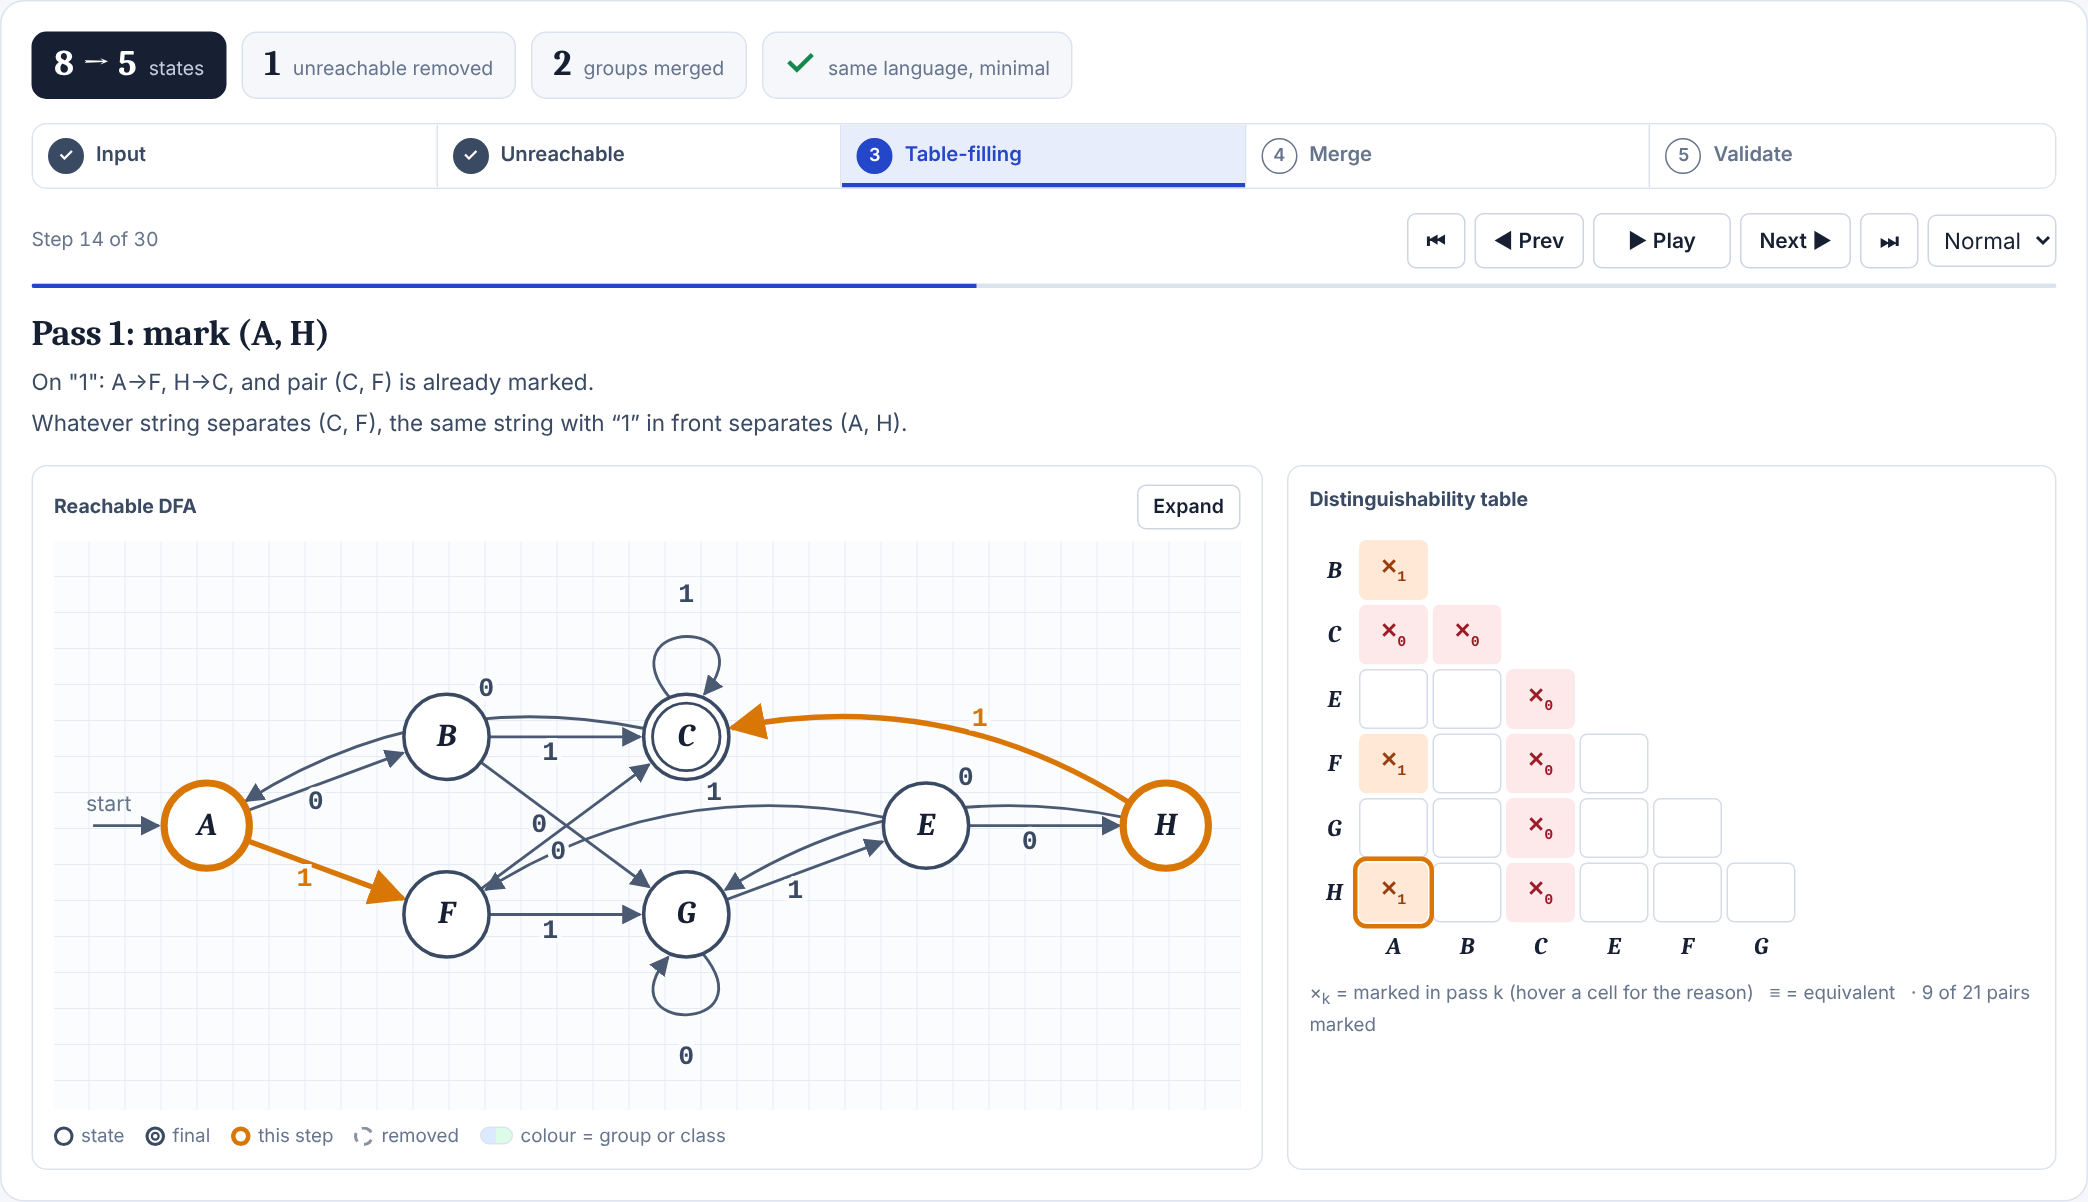 8 → 5 states
1 unreachable removed
2 groups merged
✓ same language, minimal
✓ Input
✓ Unreachable
3 Table-filling
4 Merge
5 Validate
Step 14 of 30
⏮
◀ Prev
▶ Play
Next ▶
⏭
Normal
Pass 1: mark (A, H)
On "1": A→F, H→C, and pair (C, F) is already marked.
Whatever string separates (C, F), the same string with “1” in front separates (A, H).
Reachable DFA
Expand
1
0
B
C
1
1
1
0
start
0
A
E
H
0
0
0
1
1
F
G
1
0
state
final
this step
removed
colour = group or class
Distinguishability table
B ×1
C ×0 ×0
E ×0
F ×1 ×0
G ×0
H ×1 ×0
A B C E F G
×k = marked in pass k (hover a cell for the reason) ≡ = equivalent · 9 of 21 pairs
marked